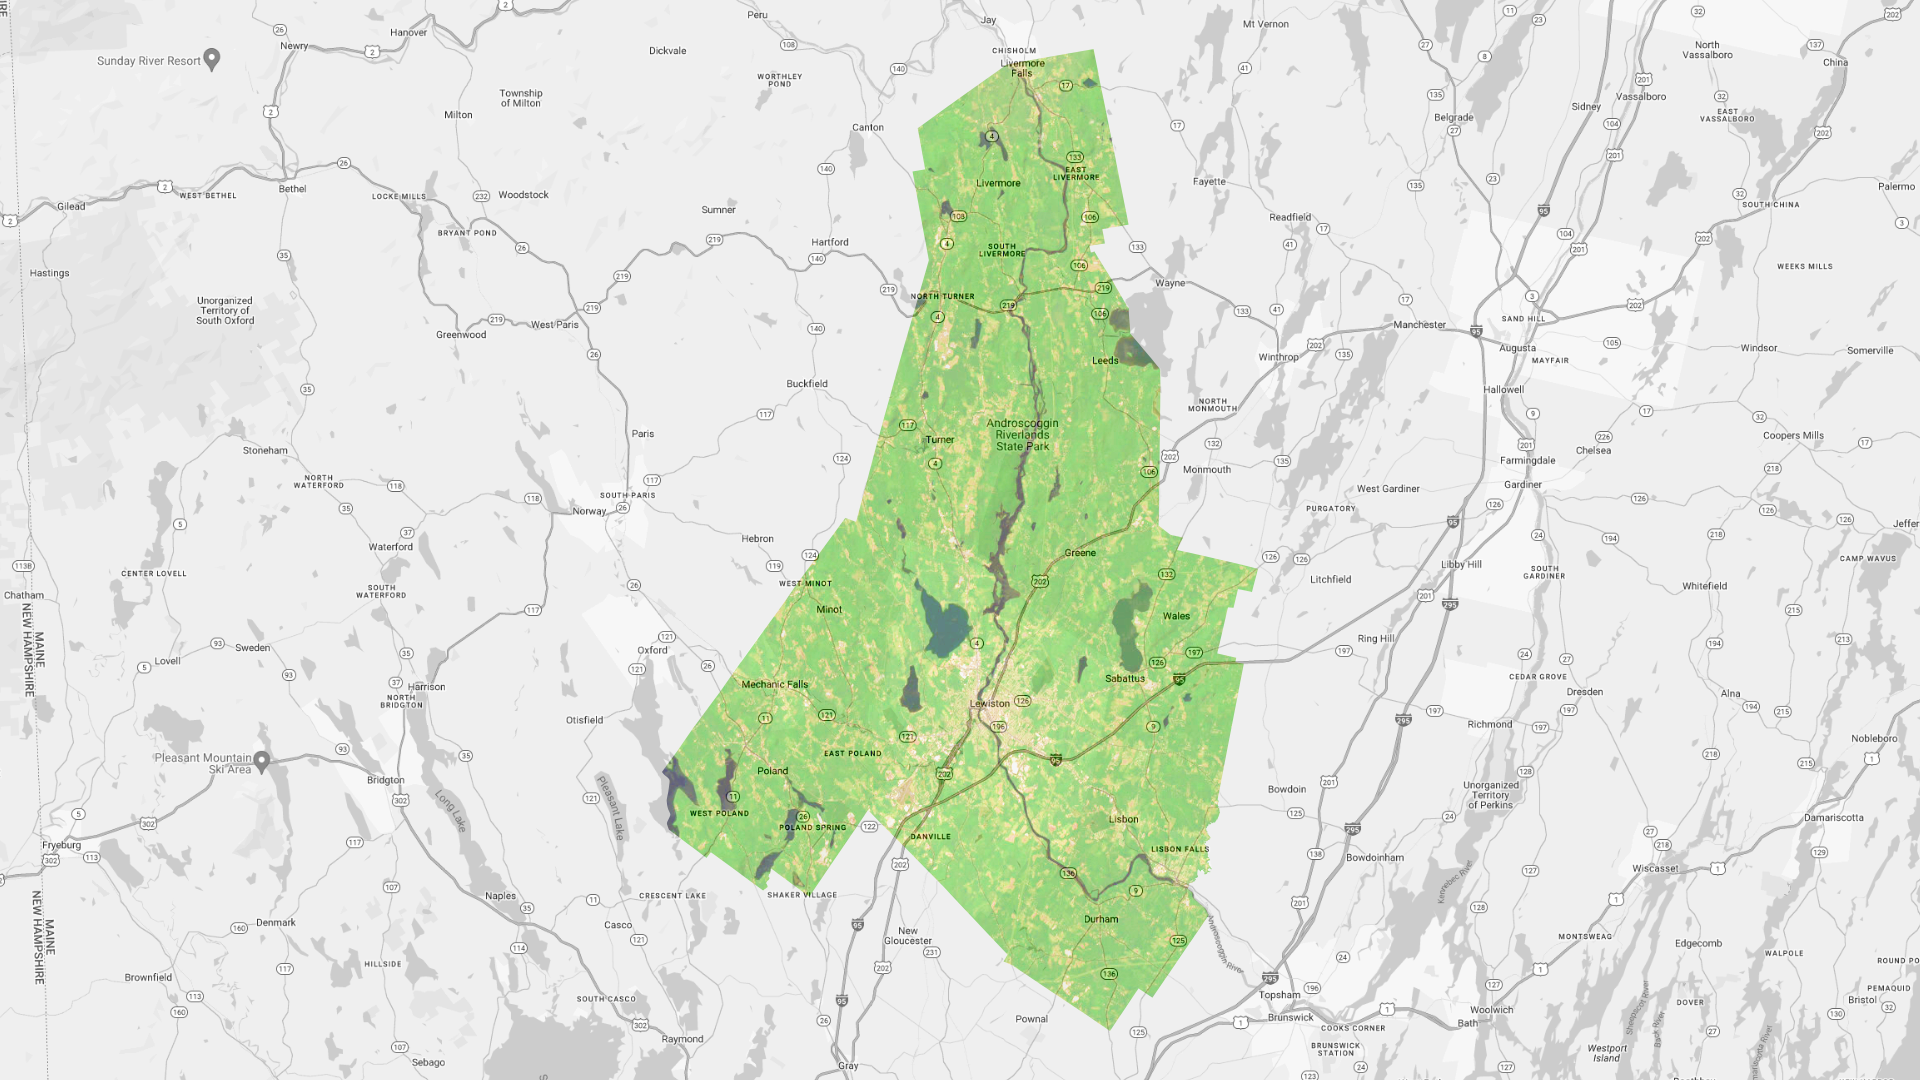 Peru
Jay
Mt Vernon
Hanover
Newry
Dickvale
CHISHOLM
Livermore
Falls
North
Vassalboro
China
Sunday River Resort
WORTHLEY
POND
Township
of Milton
Milton
Canton
Sidney
Vassalboro
Belgrade
EAST
VASSALBORO
Bethel
WEST BETHEL
LOCKE MILLS
Woodstock
Livermore
EAST
LIVERMORE
Fayette
Palermo
Gilead
Sumner
Readfield
SOUTH CHINA
BRYANT POND
Hartford
SOUTH
LIVERMORE
Hastings
WEEKS MILLS
Wayne
Unorganized
Territory of
South Oxford
NORTH TURNER
SAND HILL
Greenwood
West Paris
Manchester
Augusta
MAYFAIR
Windsor
Somerville
Winthrop
Leeds
Buckfield
Hallowell
NORTH
MONMOUTH
Paris
Turner
Androscoggin
Riverlands
State Park
Coopers Mills
Chelsea
Stoneham
Monmouth
Farmingdale
NORTH
WATERFORD
West Gardiner
Gardiner
SOUTH PARIS
Norway
PURGATORY
Jeffer
Hebron
Waterford
Greene
CAMP WAVUS
Libby Hill
CENTER LOVELL
SOUTH
WATERFORD
WEST MINOT
Litchfield
SOUTH
GARDINER
Whitefield
Chatham
Minot
Wales
Ring Hill
MAINE
NEW HAMPSHIRE
Sweden
Oxford
Lovell
Sabattus
CEDAR GROVE
Mechanic Falls
Harrison
NORTH
BRIDGTON
Dresden
Alna
Lewiston
Otisfield
Richmond
Nobleboro
Pleasant Mountain
Ski Area
EAST POLAND
Poland
Bridgton
Pleasant Lake
Long Lake
Bowdoin
Unorganized
Territory
of Perkins
WEST POLAND
POLAND SPRING
DANVILLE
Lisbon
Damariscotta
Fryeburg
LISBON FALLS
Bowdoinham
Wiscasset
Kennebec River
Naples
CRESCENT LAKE
SHAKER VILLAGE
MAINE
NEW HAMPSHIRE
Denmark
Casco
New
Gloucester
Durham
Androscoggin River
MONTSWEAG
Edgecomb
WALPOLE
ROUND PO
HILLSIDE
Brownfield
PEMAQUID
Bristol
SOUTH CASCO
Topsham
Brunswick
COOKS CORNER
Woolwich
Bath
DOVER
Pownal
Raymond
BRUNSWICK
STATION
Westport
Island
Sebago
Gray